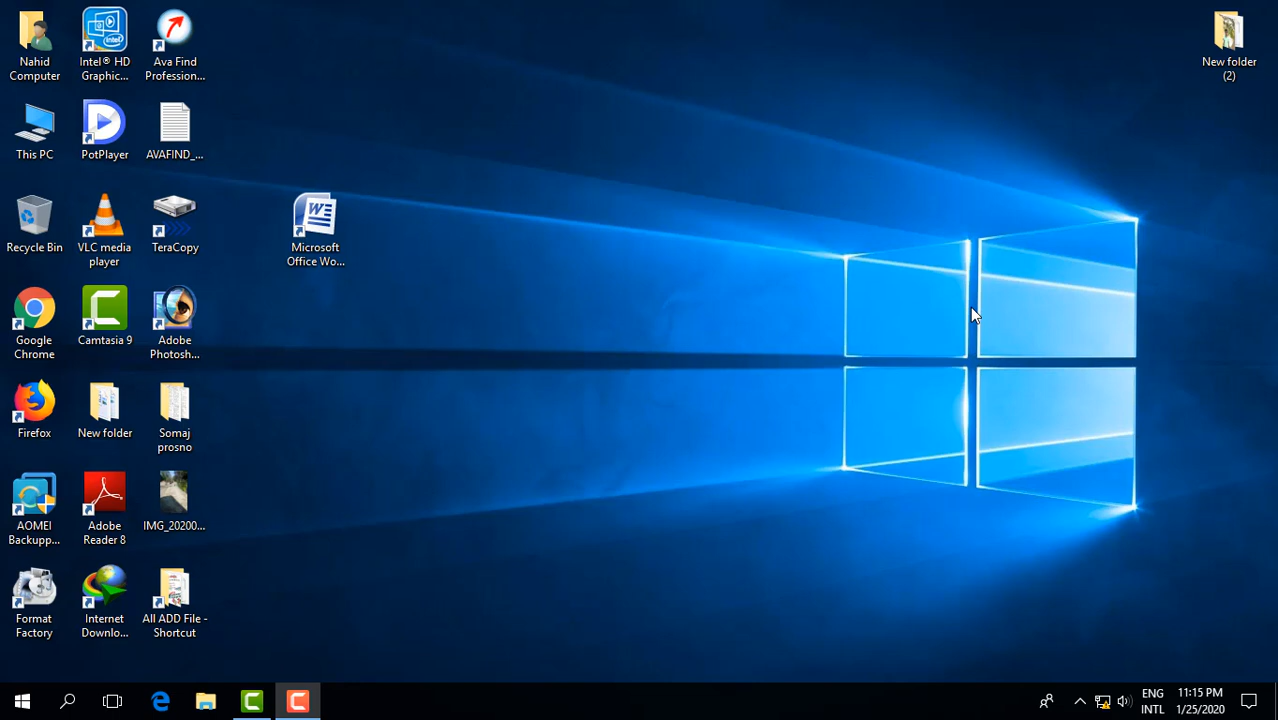 Nahid
Computer
Intel® HD
Graphic...
Ava Find
Profession...
New folder
(2)
This PC
PotPlayer
AVAFIND_...
Recycle Bin
VLC media
player
TeraCopy
Microsoft
Office Wo...
Google
Chrome
Camtasia 9
Adobe
Photosh...
Firefox
New folder
Somaj
prosno
AOMEI
Backupp...
Adobe
Reader 8
IMG_20200...
Format
Factory
Internet
Downlo...
All ADD File -
Shortcut
ENG
INTL
11:15 PM
1/25/2020